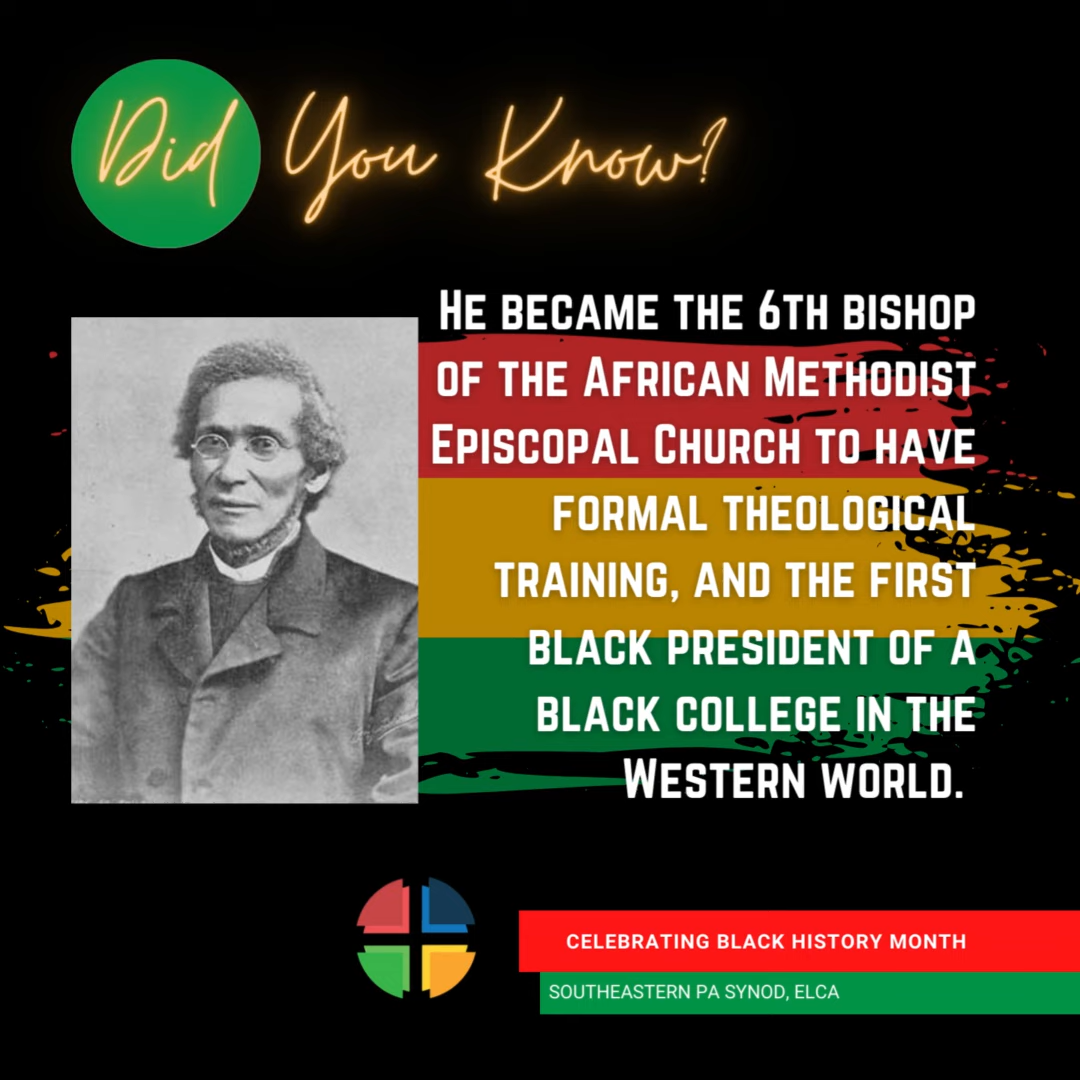 Did You Know?
He became the 6th bishop
of the African Methodist
Episcopal Church to have
formal theological
training, and the first
black president of a
black college in the
Western world.
CELEBRATING BLACK HISTORY MONTH
SOUTHEASTERN PA SYNOD, ELCA